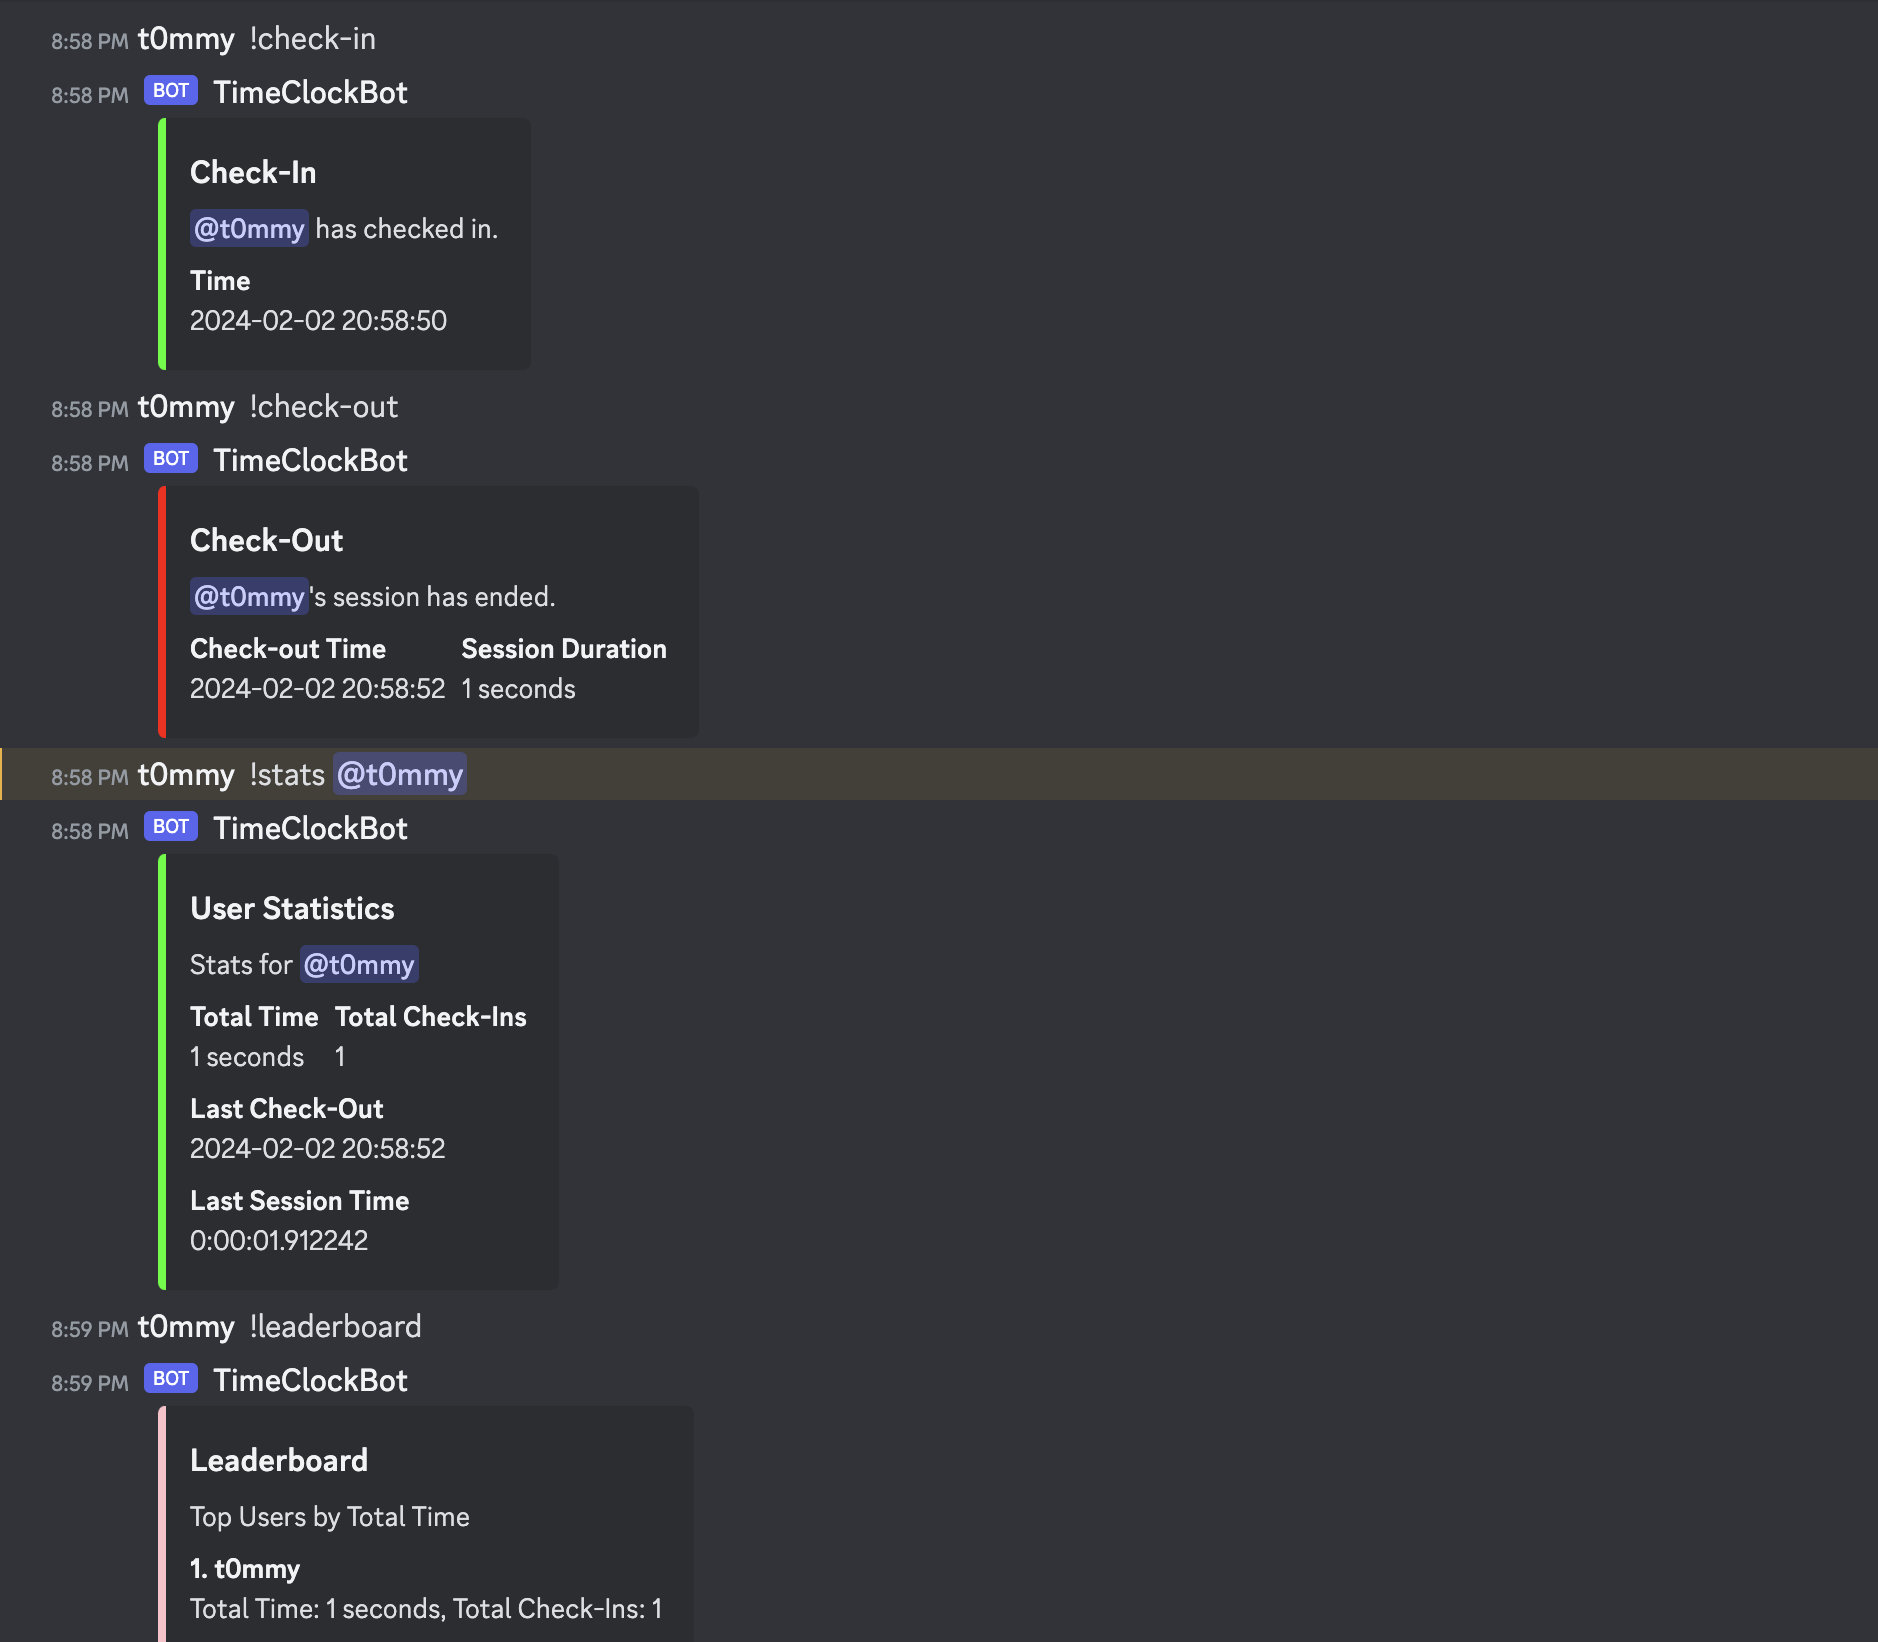 8:58 PM t0mmy !check-in
8:58 PM BOT TimeClockBot
Check-In
@t0mmy has checked in.
Time
2024-02-02 20:58:50
8:58 PM t0mmy !check-out
8:58 PM BOT TimeClockBot
Check-Out
@t0mmy's session has ended.
Check-out Time Session Duration
2024-02-02 20:58:52 1 seconds
8:58 PM t0mmy !stats @t0mmy
8:58 PM BOT TimeClockBot
User Statistics
Stats for @t0mmy
Total Time Total Check-Ins
1 seconds 1
Last Check-Out
2024-02-02 20:58:52
Last Session Time
0:00:01.912242
8:59 PM t0mmy !leaderboard
8:59 PM BOT TimeClockBot
Leaderboard
Top Users by Total Time
1. t0mmy
Total Time: 1 seconds, Total Check-Ins: 1